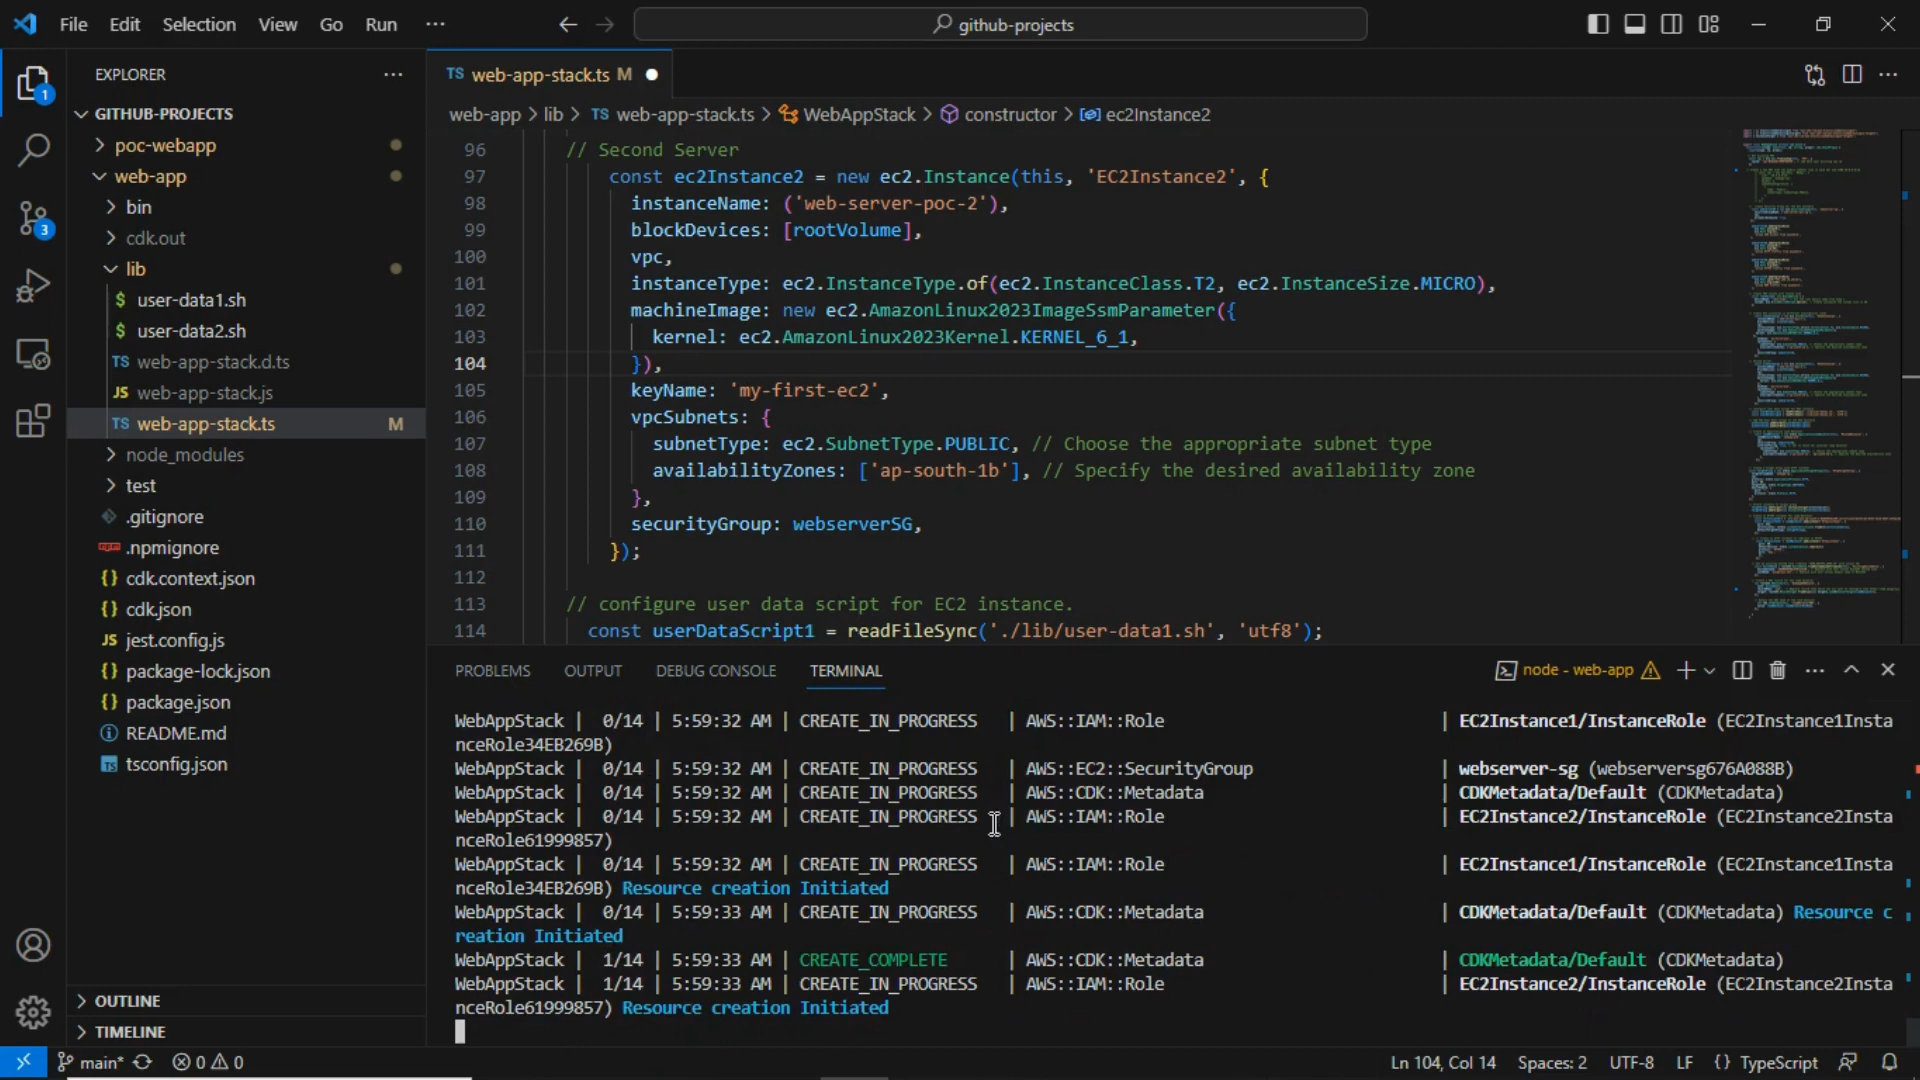 File Edit Selection View Go Run ··· github-projects
EXPLORER
GITHUB-PROJECTS
poc-webapp
web-app
bin
cdk.out
lib
$ user-data1.sh
$ user-data2.sh
TS web-app-stack.d.ts
JS web-app-stack.js
TS web-app-stack.ts M
node_modules
test
.gitignore
npm .npmignore
{} cdk.context.json
{} cdk.json
JS jest.config.js
{} package-lock.json
{} package.json
README.md
TS tsconfig.json
OUTLINE
TIMELINE
1
3
TS web-app-stack.ts M
web-app > lib > TS web-app-stack.ts > WebAppStack > constructor > ec2Instance2
96 // Second Server
97 const ec2Instance2 = new ec2.Instance(this, 'EC2Instance2', {
98 instanceName: ('web-server-poc-2'),
99 blockDevices: [rootVolume],
100 vpc,
101 instanceType: ec2.InstanceType.of(ec2.InstanceClass.T2, ec2.InstanceSize.MICRO),
102 machineImage: new ec2.AmazonLinux2023ImageSsmParameter({
103 kernel: ec2.AmazonLinux2023Kernel.KERNEL_6_1,
104 }),
105 keyName: 'my-first-ec2',
106 vpcSubnets: {
107 subnetType: ec2.SubnetType.PUBLIC, // Choose the appropriate subnet type
108 availabilityZones: ['ap-south-1b'], // Specify the desired availability zone
109 },
110 securityGroup: webserverSG,
111 });
112
113 // configure user data script for EC2 instance.
114 const userDataScript1 = readFileSync('./lib/user-data1.sh', 'utf8');
PROBLEMS OUTPUT DEBUG CONSOLE TERMINAL node - web-app
WebAppStack | 0/14 | 5:59:32 AM | CREATE_IN_PROGRESS | AWS::IAM::Role | EC2Instance1/InstanceRole (EC2Instance1Insta
nceRole34EB269B)
WebAppStack | 0/14 | 5:59:32 AM | CREATE_IN_PROGRESS | AWS::EC2::SecurityGroup | webserver-sg (webserversg676A088B)
WebAppStack | 0/14 | 5:59:32 AM | CREATE_IN_PROGRESS | AWS::CDK::Metadata | CDKMetadata/Default (CDKMetadata)
WebAppStack | 0/14 | 5:59:32 AM | CREATE_IN_PROGRESS | AWS::IAM::Role | EC2Instance2/InstanceRole (EC2Instance2Insta
nceRole61999857)
WebAppStack | 0/14 | 5:59:32 AM | CREATE_IN_PROGRESS | AWS::IAM::Role | EC2Instance1/InstanceRole (EC2Instance1Insta
nceRole34EB269B) Resource creation Initiated
WebAppStack | 0/14 | 5:59:33 AM | CREATE_IN_PROGRESS | AWS::CDK::Metadata | CDKMetadata/Default (CDKMetadata) Resource c
reation Initiated
WebAppStack | 1/14 | 5:59:33 AM | CREATE_COMPLETE | AWS::CDK::Metadata | CDKMetadata/Default (CDKMetadata)
WebAppStack | 1/14 | 5:59:33 AM | CREATE_IN_PROGRESS | AWS::IAM::Role | EC2Instance2/InstanceRole (EC2Instance2Insta
nceRole61999857) Resource creation Initiated
main* 0 0 Ln 104, Col 14 Spaces: 2 UTF-8 LF {} TypeScript